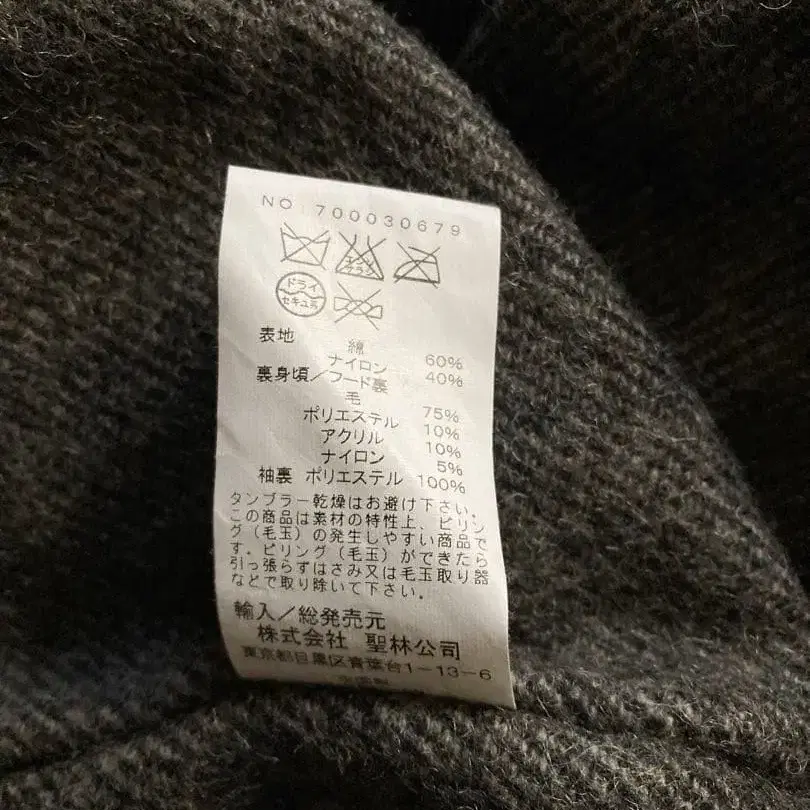 NO : 700030679
エンソ
サラシ
ドライ
セキユ系
表地 綿 60%
ナイロン 40%
裏身頃／フード裏
毛 75%
ポリエステル 10%
アクリル 10%
ナイロン 5%
袖裏 ポリエステル 100%
タンブラー乾燥はお避け下さい。
この商品は素材の特性上、ピリン
グ（毛玉）の発生しやすい商品で
す。ピリング（毛玉）ができたら
引っ張らずはさみ又は毛玉取り器
などで取り除いて下さい。
輸入／総発売元
株式会社 聖林公司
東京都目黒区青葉台1－13－6